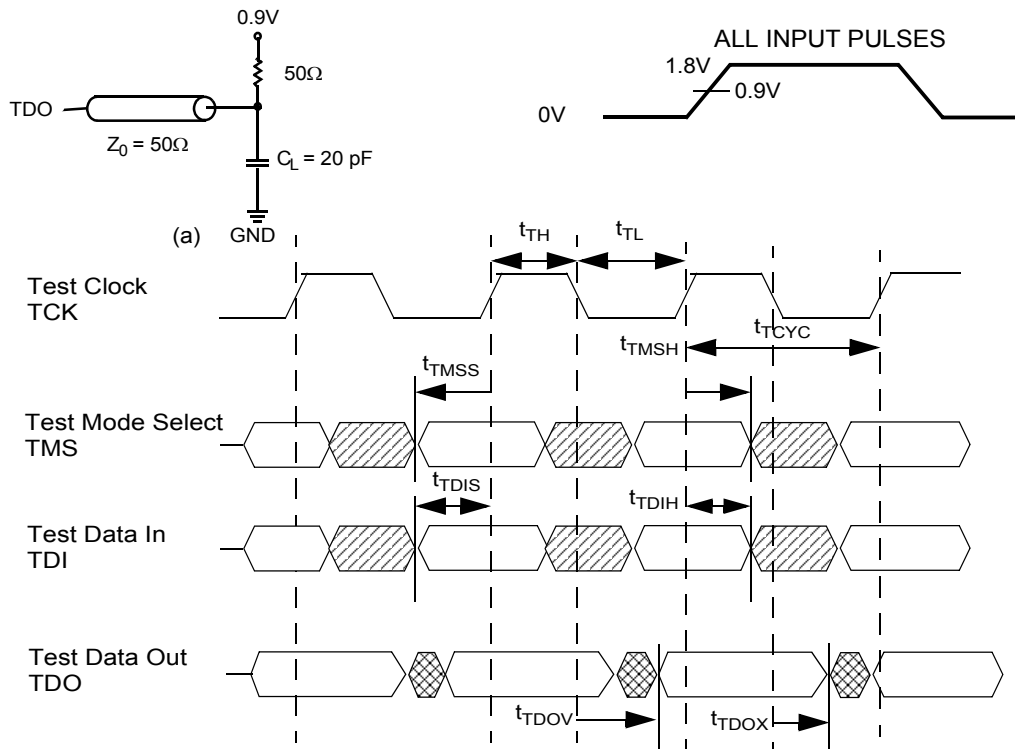 0.9V
50Ω
TDO
Z0 = 50Ω
CL = 20 pF
(a)
GND
ALL INPUT PULSES
1.8V
0.9V
0V
tTH
tTL
Test Clock
TCK
tTMSH
tTCYC
tTMSS
Test Mode Select
TMS
tTDIS
tTDIH
Test Data In
TDI
Test Data Out
TDO
tTDOV
tTDOX